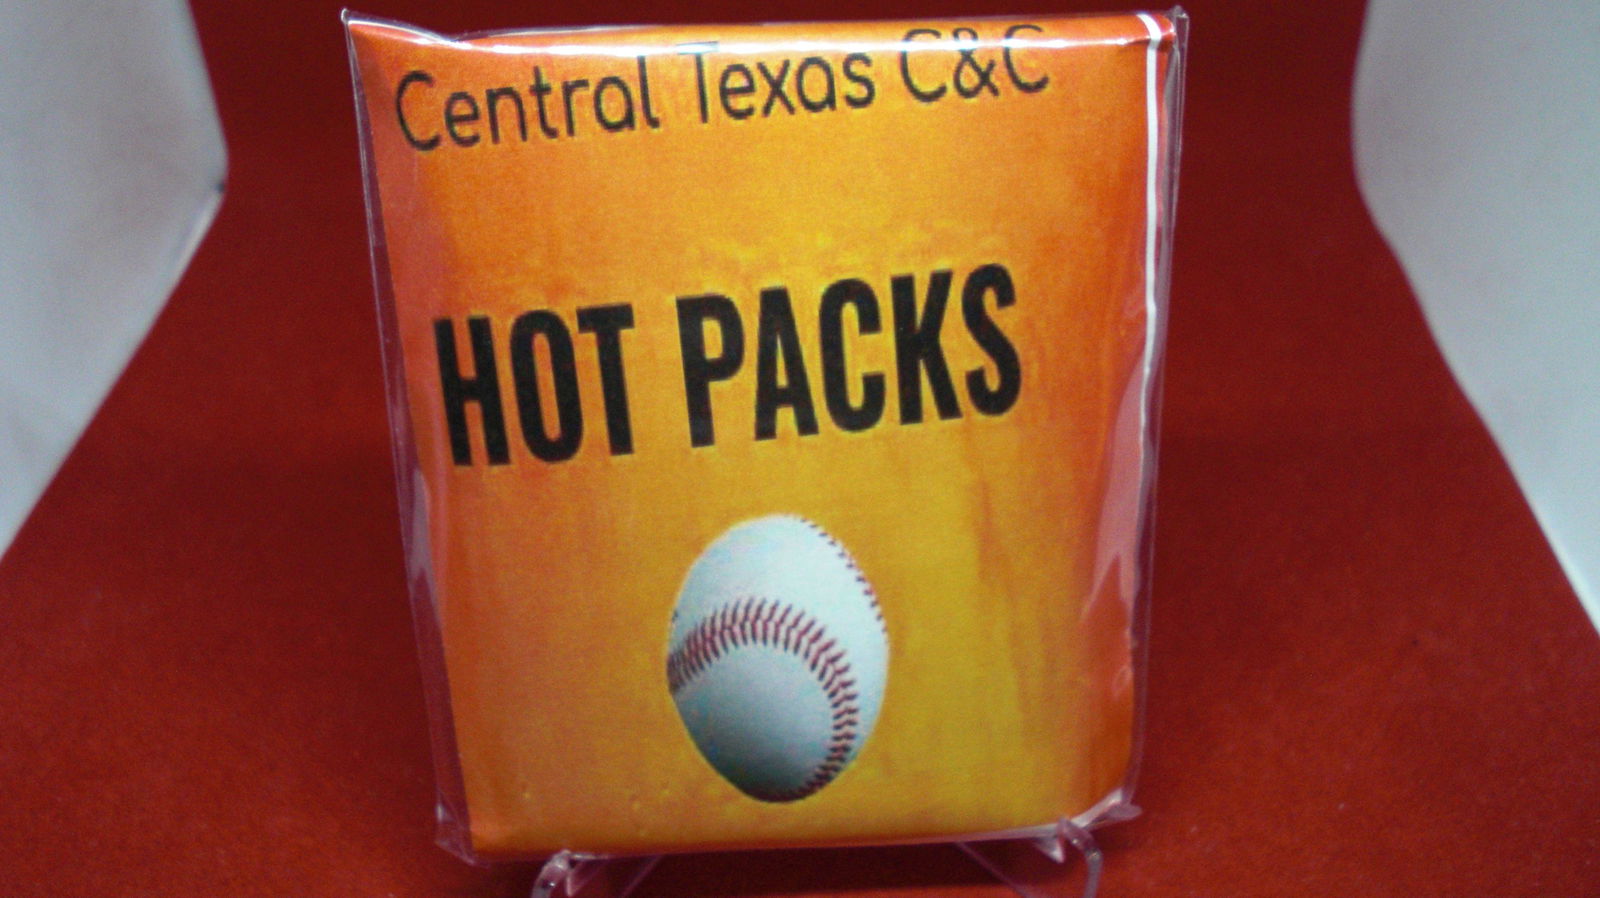 Central Texas C&C
HOT PACKS